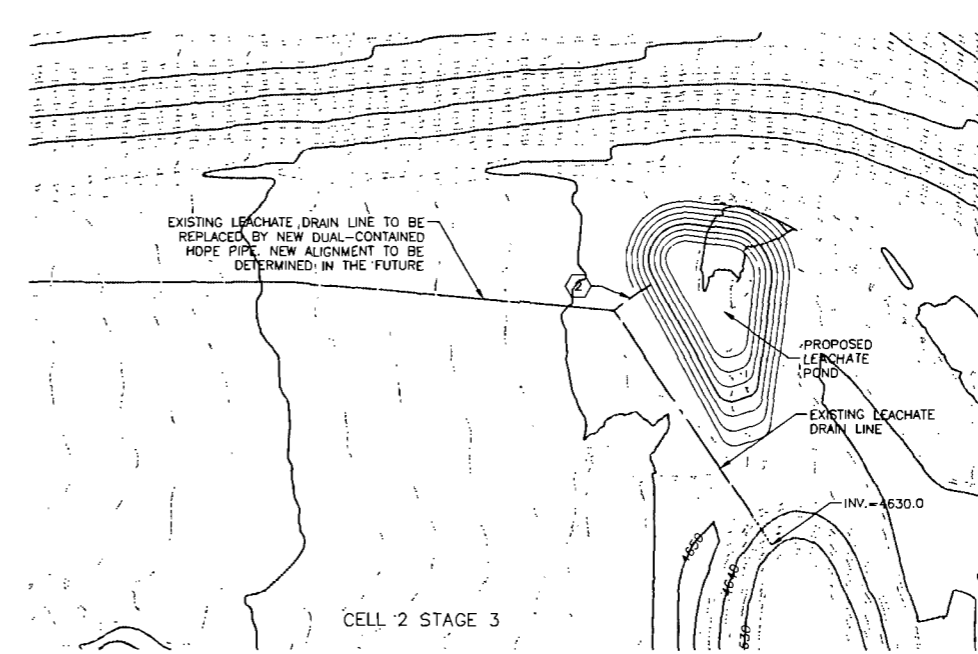 EXISTING LEACHATE DRAIN LINE TO BE
REPLACED BY NEW DUAL-CONTAINED
HDPE PIPE. NEW ALIGNMENT TO BE
DETERMINED IN THE FUTURE
2
PROPOSED
LEACHATE
POND
EXISTING LEACHATE
DRAIN LINE
INV.=4630.0
4650
4640
630
CELL 2 STAGE 3